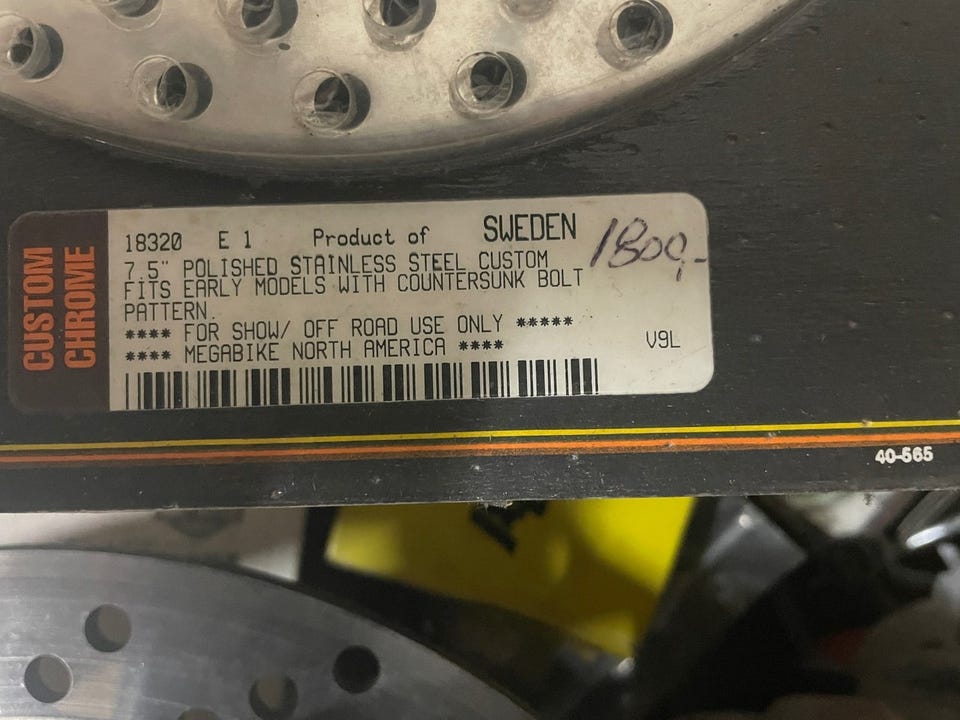 CUSTOM
CHROME
18320 E 1 Product of SWEDEN 1800,-
7.5" POLISHED STAINLESS STEEL CUSTOM
FITS EARLY MODELS WITH COUNTERSUNK BOLT
PATTERN.
**** FOR SHOW/ OFF ROAD USE ONLY *****
**** MEGABIKE NORTH AMERICA ****
V9L
40-565